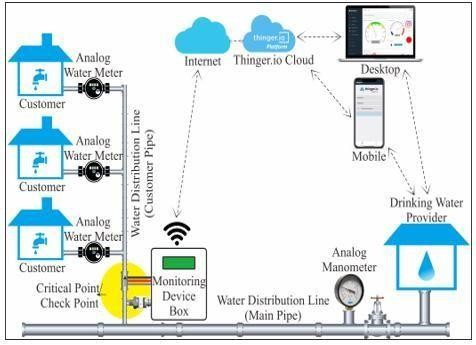 Analog
Water Meter
Customer
Analog
Water Meter
Customer
Analog
Water Meter
Customer
Water Distribution Line
(Customer Pipe)
Internet
thinger.io
Platform
Thinger.io Cloud
Desktop
thinger.io
Mobile
Drinking Water
Provider
Analog
Manometer
Critical Point/
Check Point
Monitoring
Device
Box
Water Distribution Line
(Main Pipe)